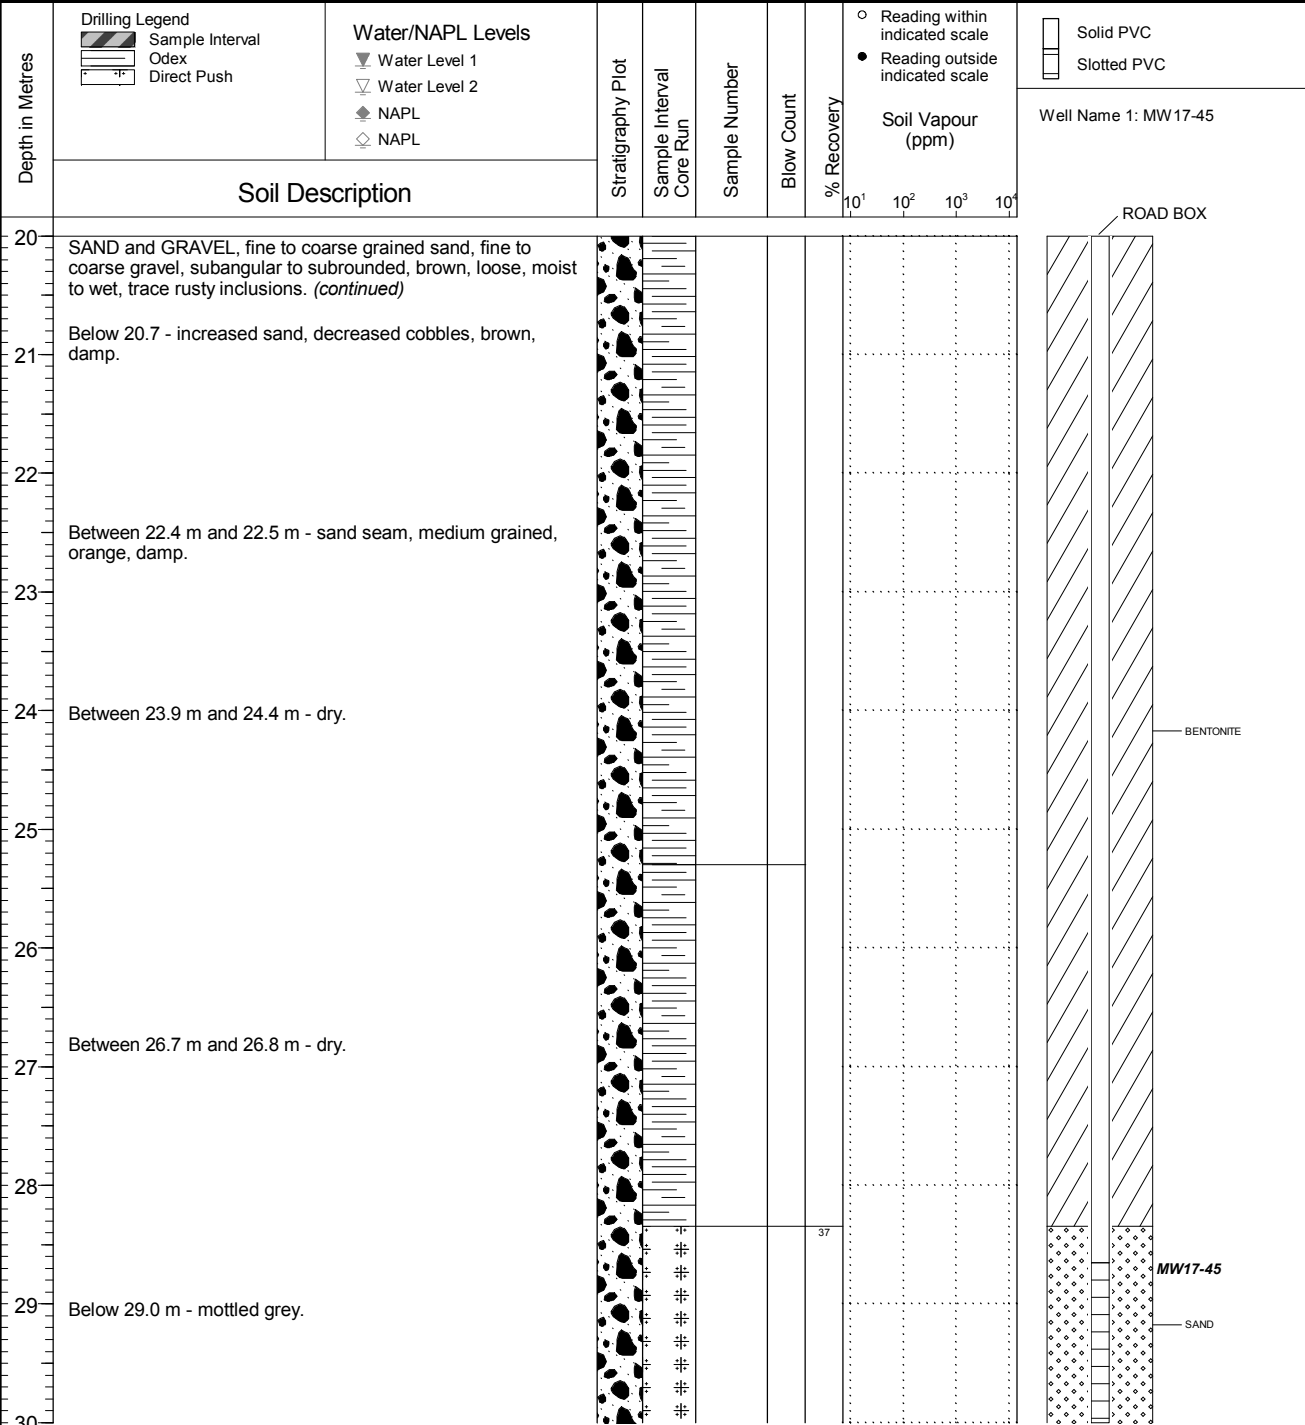 Drilling Legend
Sample Interval
Odex
Direct Push
Water/NAPL Levels
Water Level 1
Water Level 2
NAPL
NAPL
Depth in Metres
Soil Description
Stratigraphy Plot
Sample Interval
Core Run
Sample Number
Blow Count
% Recovery
Reading within
indicated scale
Reading outside
indicated scale
Soil Vapour
(ppm)
10¹ 10² 10³ 10⁴
Solid PVC
Slotted PVC
Well Name 1: MW17-45
ROAD BOX
20
SAND and GRAVEL, fine to coarse grained sand, fine to
coarse gravel, subangular to subrounded, brown, loose, moist
to wet, trace rusty inclusions. (continued)
Below 20.7 - increased sand, decreased cobbles, brown,
damp.
21
22
Between 22.4 m and 22.5 m - sand seam, medium grained,
orange, damp.
23
24
Between 23.9 m and 24.4 m - dry.
BENTONITE
25
26
Between 26.7 m and 26.8 m - dry.
27
28
37
MW17-45
29
Below 29.0 m - mottled grey.
SAND
30